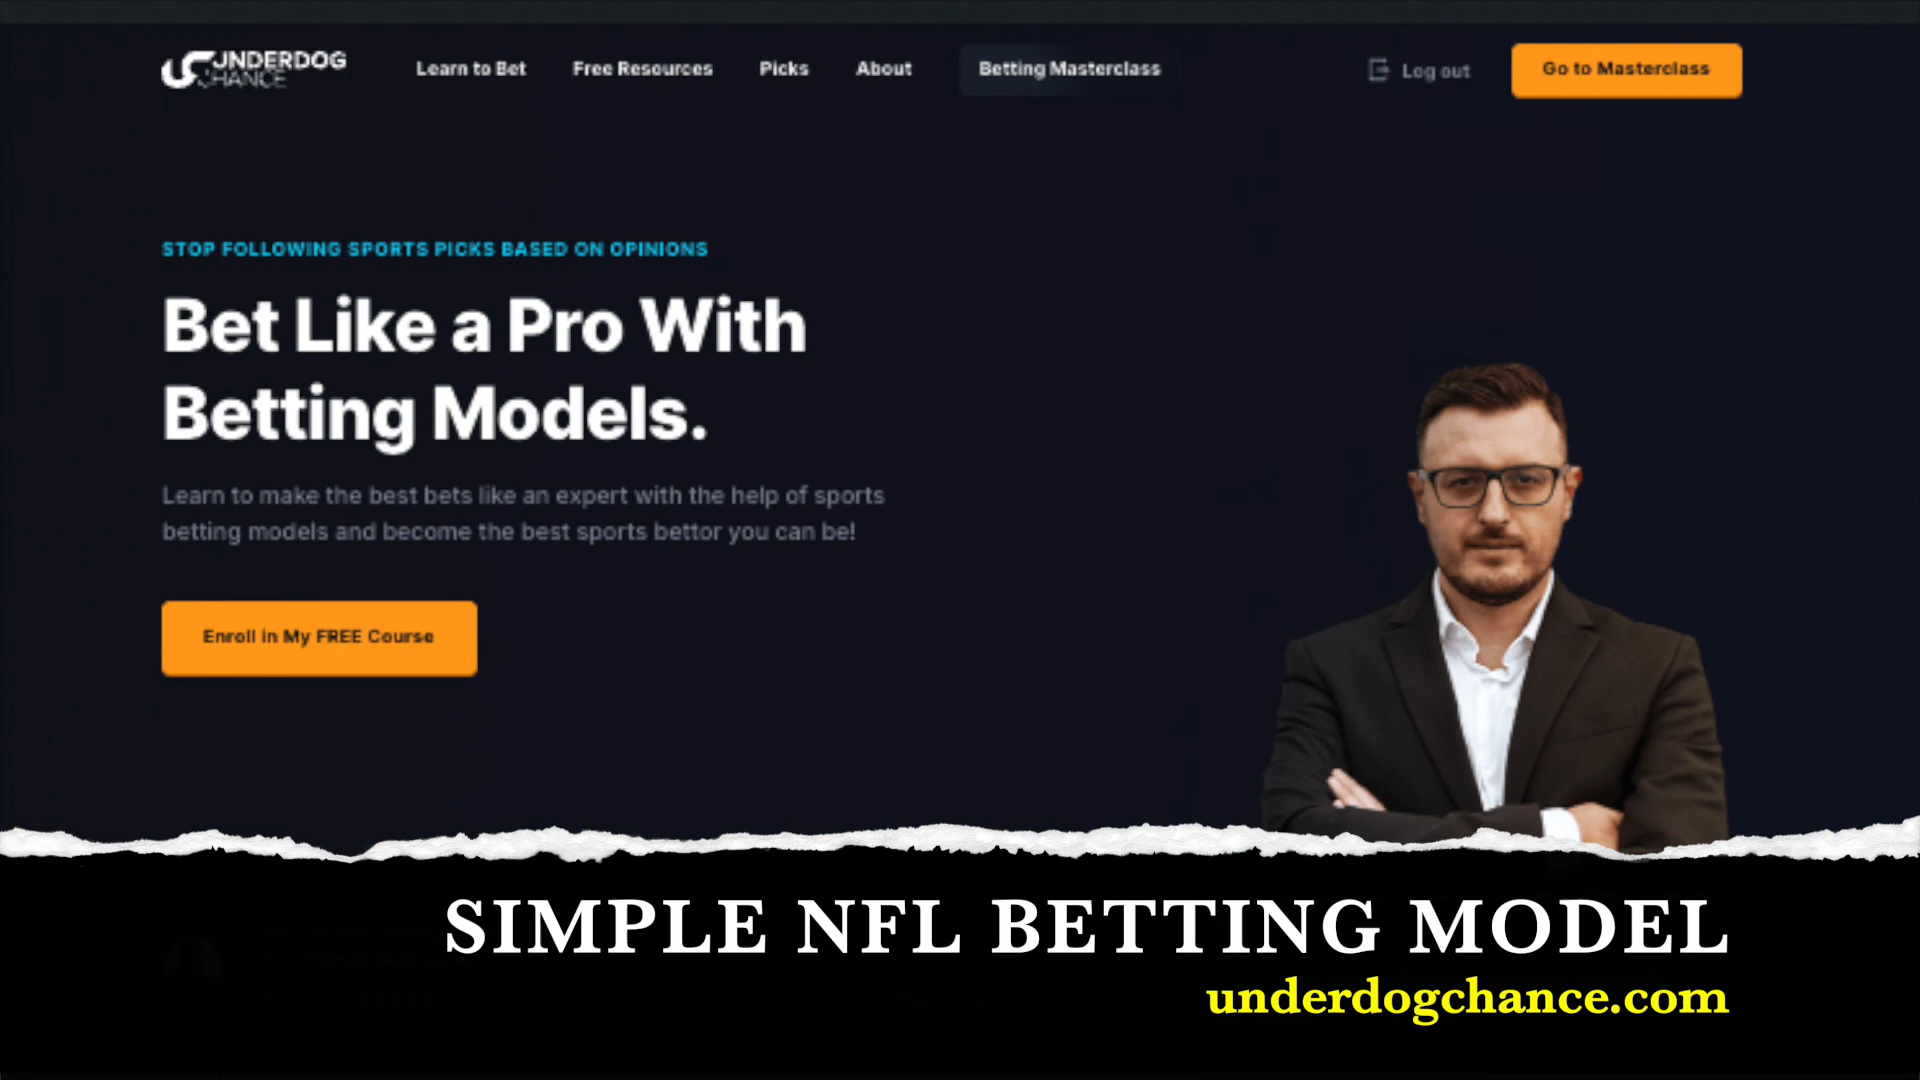 UNDERDOG
CHANCE
Learn to Bet
Free Resources
Picks
About
Betting Masterclass
Log out
Go to Masterclass
STOP FOLLOWING SPORTS PICKS BASED ON OPINIONS
Bet Like a Pro With
Betting Models.
Learn to make the best bets like an expert with the help of sports
betting models and become the best sports bettor you can be!
Enroll in My FREE Course
SIMPLE NFL BETTING MODEL
underdogchance.com